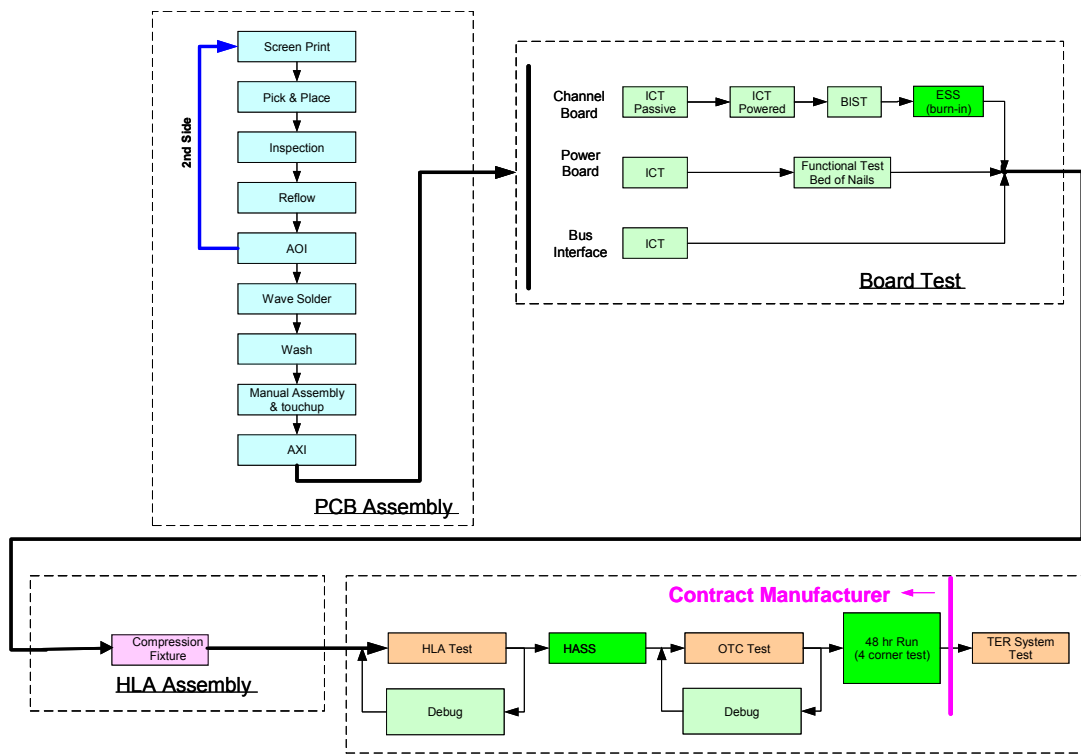 Screen Print
Pick & Place
Inspection
Reflow
AOI
Wave Solder
Wash
Manual Assembly
& touchup
AXI
2nd Side
PCB Assembly
Channel
Board
ICT
Passive
ICT
Powered
BIST
ESS
(burn-in)
Power
Board
ICT
Functional Test
Bed of Nails
Bus
Interface
ICT
Board Test
Compression
Fixture
HLA Assembly
Contract Manufacturer
HLA Test
Debug
HASS
OTC Test
Debug
48 hr Run
(4 corner test)
TER System
Test